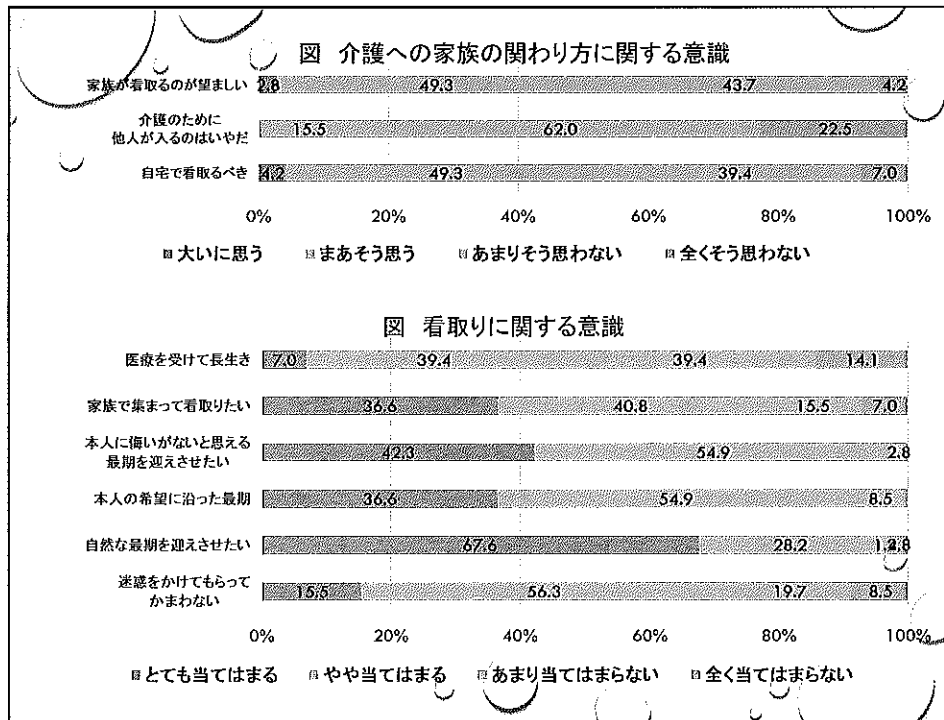 図 介護への家族の関わり方に関する意識
家族が看取るのが望ましい 2.8 49.3 43.7 4.2
介護のために
他人が入るのはいやだ 15.5 62.0 22.5
自宅で看取るべき 4.2 49.3 39.4 7.0
0% 20% 40% 60% 80% 100%
大いに思う まあそう思う あまりそう思わない 全くそう思わない
図 看取りに関する意識
医療を受けて長生き 7.0 39.4 39.4 14.1
家族で集まって看取りたい 36.6 40.8 15.5 7.0
本人に悔いがないと思える
最期を迎えさせたい 42.3 54.9 2.8
本人の希望に沿った最期 36.6 54.9 8.5
自然な最期を迎えさせたい 67.6 28.2 2.8
迷惑をかけてもらって
かまわない 15.5 56.3 19.7 8.5
0% 20% 40% 60% 80% 100%
とても当てはまる やや当てはまる あまり当てはまらない 全く当てはまらない